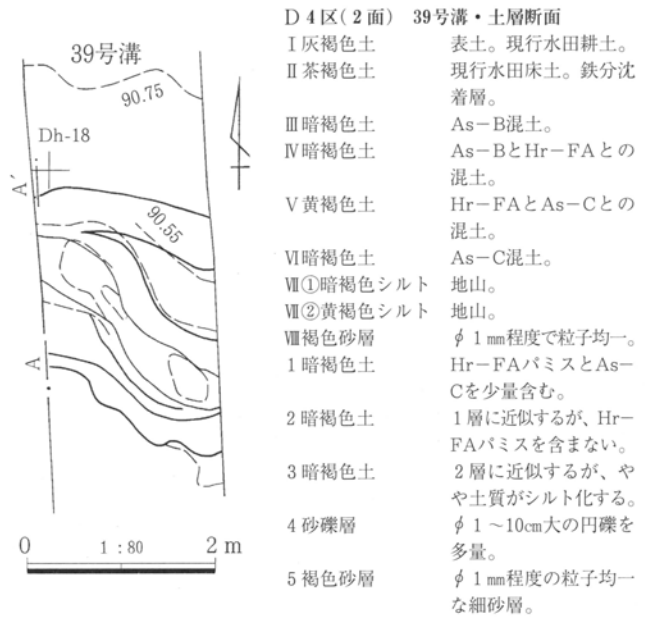 D 4区(2面) 39号溝・土層断面
Ⅰ灰褐色土 表土。現行水田耕土。
Ⅱ茶褐色土 現行水田床土。鉄分沈
着層。
Ⅲ暗褐色土 As－B混土。
Ⅳ暗褐色土 As－BとHr－FAとの
混土。
Ⅴ黄褐色土 Hr－FAとAs－Cとの
混土。
Ⅵ暗褐色土 As－C混土。
Ⅶ①暗褐色シルト 地山。
Ⅶ②黄褐色シルト 地山。
Ⅷ褐色砂層 φ1㎜程度で粒子均一。
1暗褐色土 Hr－FAパミスとAs－
Cを少量含む。
2暗褐色土 1層に近似するが、Hr－
FAパミスを含まない。
3暗褐色土 2層に近似するが、や
や土質がシルト化する。
4砂礫層 φ1～10㎝大の円礫を
多量。
5褐色砂層 φ1㎜程度の粒子均一
な細砂層。
39号溝
90.75
Dh-18
A′
90.55
A
0 1：80 2 m